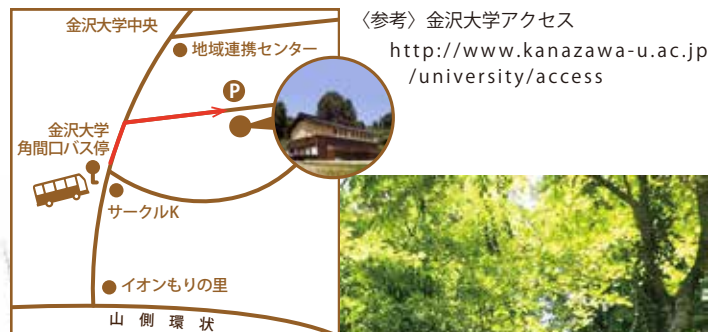 金沢大学中央
地域連携センター
P
金沢大学
角間口バス停
サークルK
イオンもりの里
山側環状
〈参考〉金沢大学アクセス
http://www.kanazawa-u.ac.jp
/university/access